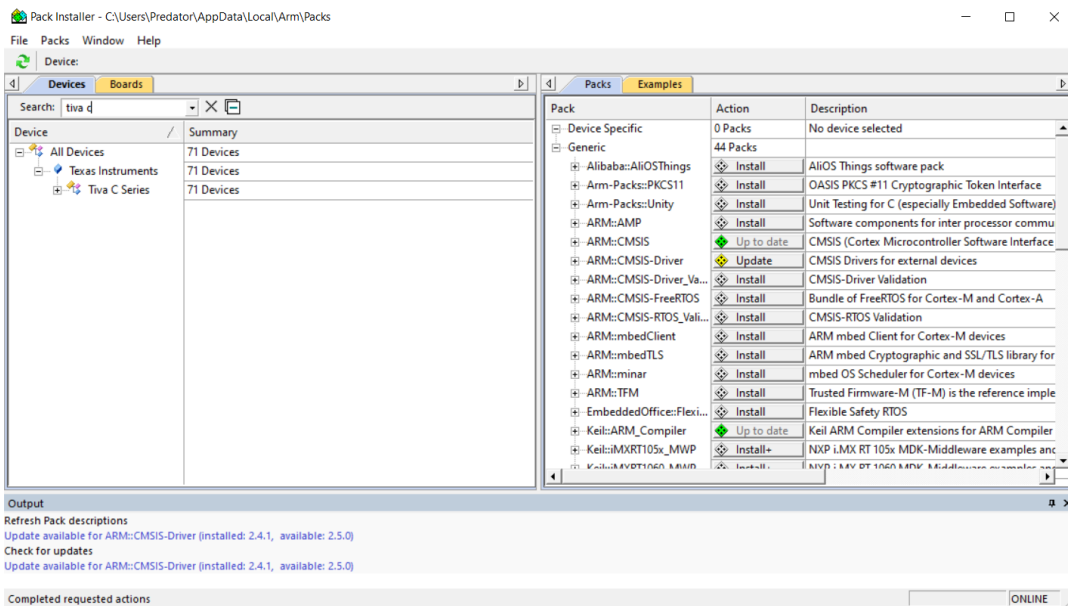 Pack Installer - C:\Users\Predator\AppData\Local\Arm\Packs
File Packs Window Help
Device:
Devices Boards
Search: tiva c
Device Summary
All Devices 71 Devices
Texas Instruments 71 Devices
Tiva C Series 71 Devices
Packs Examples
Pack Action Description
Device Specific 0 Packs No device selected
Generic 44 Packs
Alibaba::AliOSThings Install AliOS Things software pack
Arm-Packs::PKCS11 Install OASIS PKCS #11 Cryptographic Token Interface
Arm-Packs::Unity Install Unit Testing for C (especially Embedded Software)
ARM::AMP Install Software components for inter processor commu
ARM::CMSIS Up to date CMSIS (Cortex Microcontroller Software Interface
ARM::CMSIS-Driver Update CMSIS Drivers for external devices
ARM::CMSIS-Driver_Va... Install CMSIS-Driver Validation
ARM::CMSIS-FreeRTOS Install Bundle of FreeRTOS for Cortex-M and Cortex-A
ARM::CMSIS-RTOS_Vali... Install CMSIS-RTOS Validation
ARM::mbedClient Install ARM mbed Client for Cortex-M devices
ARM::mbedTLS Install ARM mbed Cryptographic and SSL/TLS library for
ARM::minar Install mbed OS Scheduler for Cortex-M devices
ARM::TFM Install Trusted Firmware-M (TF-M) is the reference imple
EmbeddedOffice::Flexi... Install Flexible Safety RTOS
Keil::ARM_Compiler Up to date Keil ARM Compiler extensions for ARM Compiler
Keil::iMXRT105x_MWP Install+ NXP i.MX RT 105x MDK-Middleware examples and
Keil::iMXRT1060_MWP Install+ NXP i.MX RT 1060 MDK-Middleware examples and
Output
Refresh Pack descriptions
Update available for ARM::CMSIS-Driver (installed: 2.4.1, available: 2.5.0)
Check for updates
Update available for ARM::CMSIS-Driver (installed: 2.4.1, available: 2.5.0)
Completed requested actions ONLINE